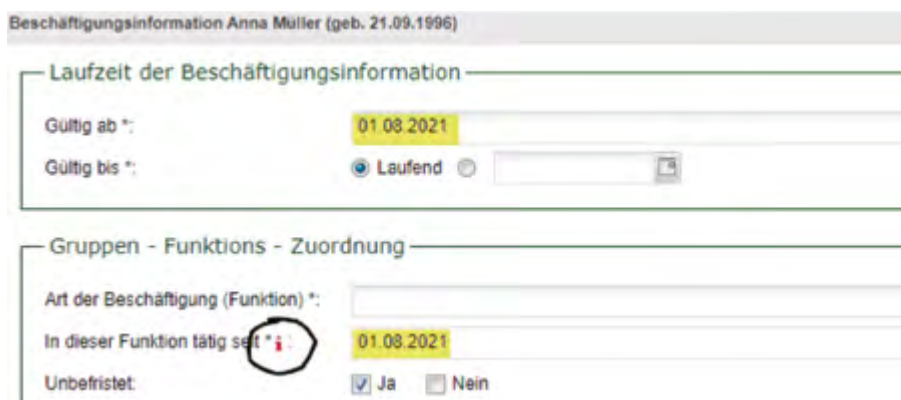 Beschäftigungsinformation Anna Müller (geb. 21.09.1996)
Laufzeit der Beschäftigungsinformation
Gültig ab *: 01.08.2021
Gültig bis *: Laufend
Gruppen - Funktions - Zuordnung
Art der Beschäftigung (Funktion) *:
In dieser Funktion tätig seit * i : 01.08.2021
Unbefristet: Ja Nein